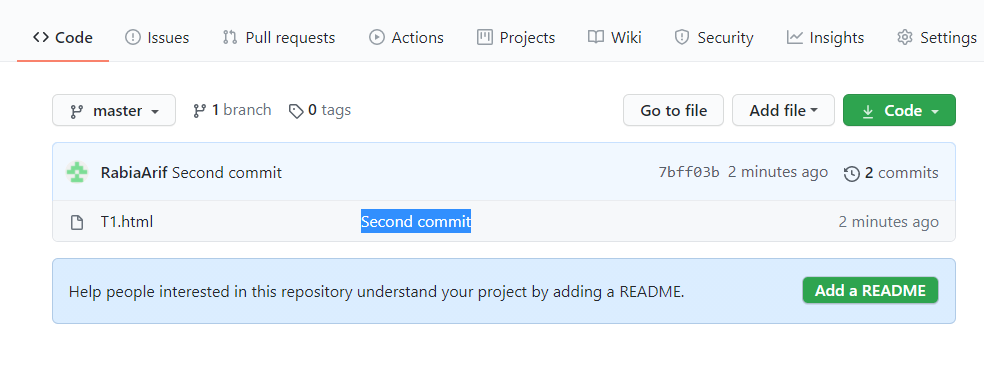 Code Issues Pull requests Actions Projects Wiki Security Insights Settings
master 1 branch 0 tags Go to file Add file Code
RabiaArif Second commit 7bff03b 2 minutes ago 2 commits
T1.html Second commit 2 minutes ago
Help people interested in this repository understand your project by adding a README. Add a README